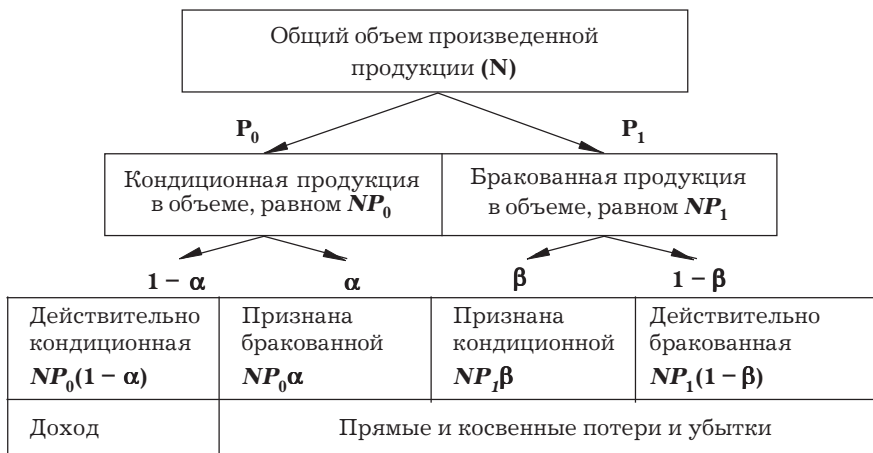 Общий объем произведенной
продукции (N)
P₀ P₁
Кондиционная продукция
в объеме, равном NP₀
Бракованная продукция
в объеме, равном NP₁
1 − α α β 1 − β
Действительно
кондиционная
NP₀(1 − α)
Признана
бракованной
NP₀α
Признана
кондиционной
NP₁β
Действительно
бракованная
NP₁(1 − β)
Доход
Прямые и косвенные потери и убытки